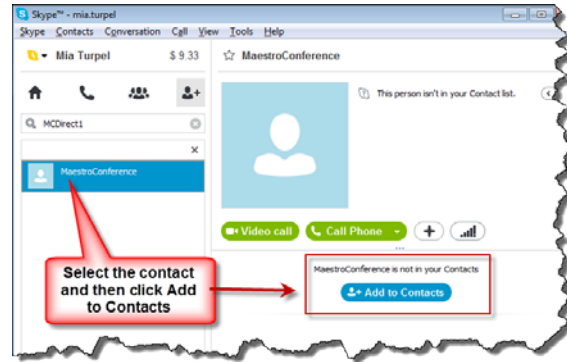 Skype™ - mia.turpel
Skype Contacts Conversation Call View Tools Help
Mia Turpel $ 9.33
MaestroConference
This person isn't in your Contact list.
MCDirect1
MaestroConference
Video call Call Phone
MaestroConference is not in your Contacts
Add to Contacts
Select the contact
and then click Add
to Contacts